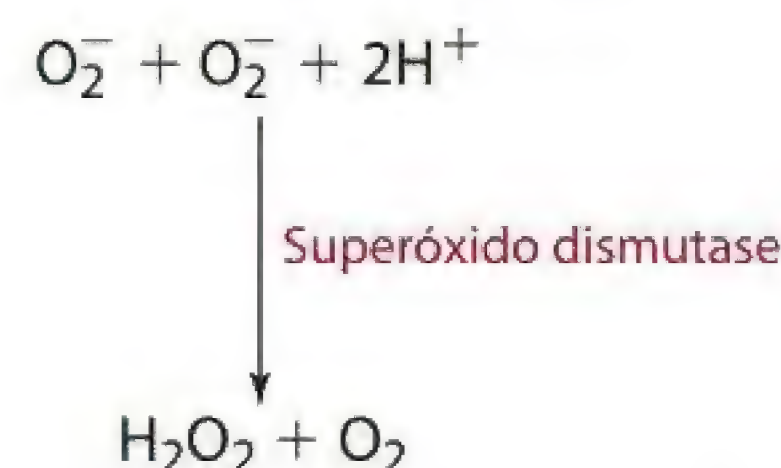 O₂⁻ + O₂⁻ + 2H⁺
Superóxido dismutase
H₂O₂ + O₂